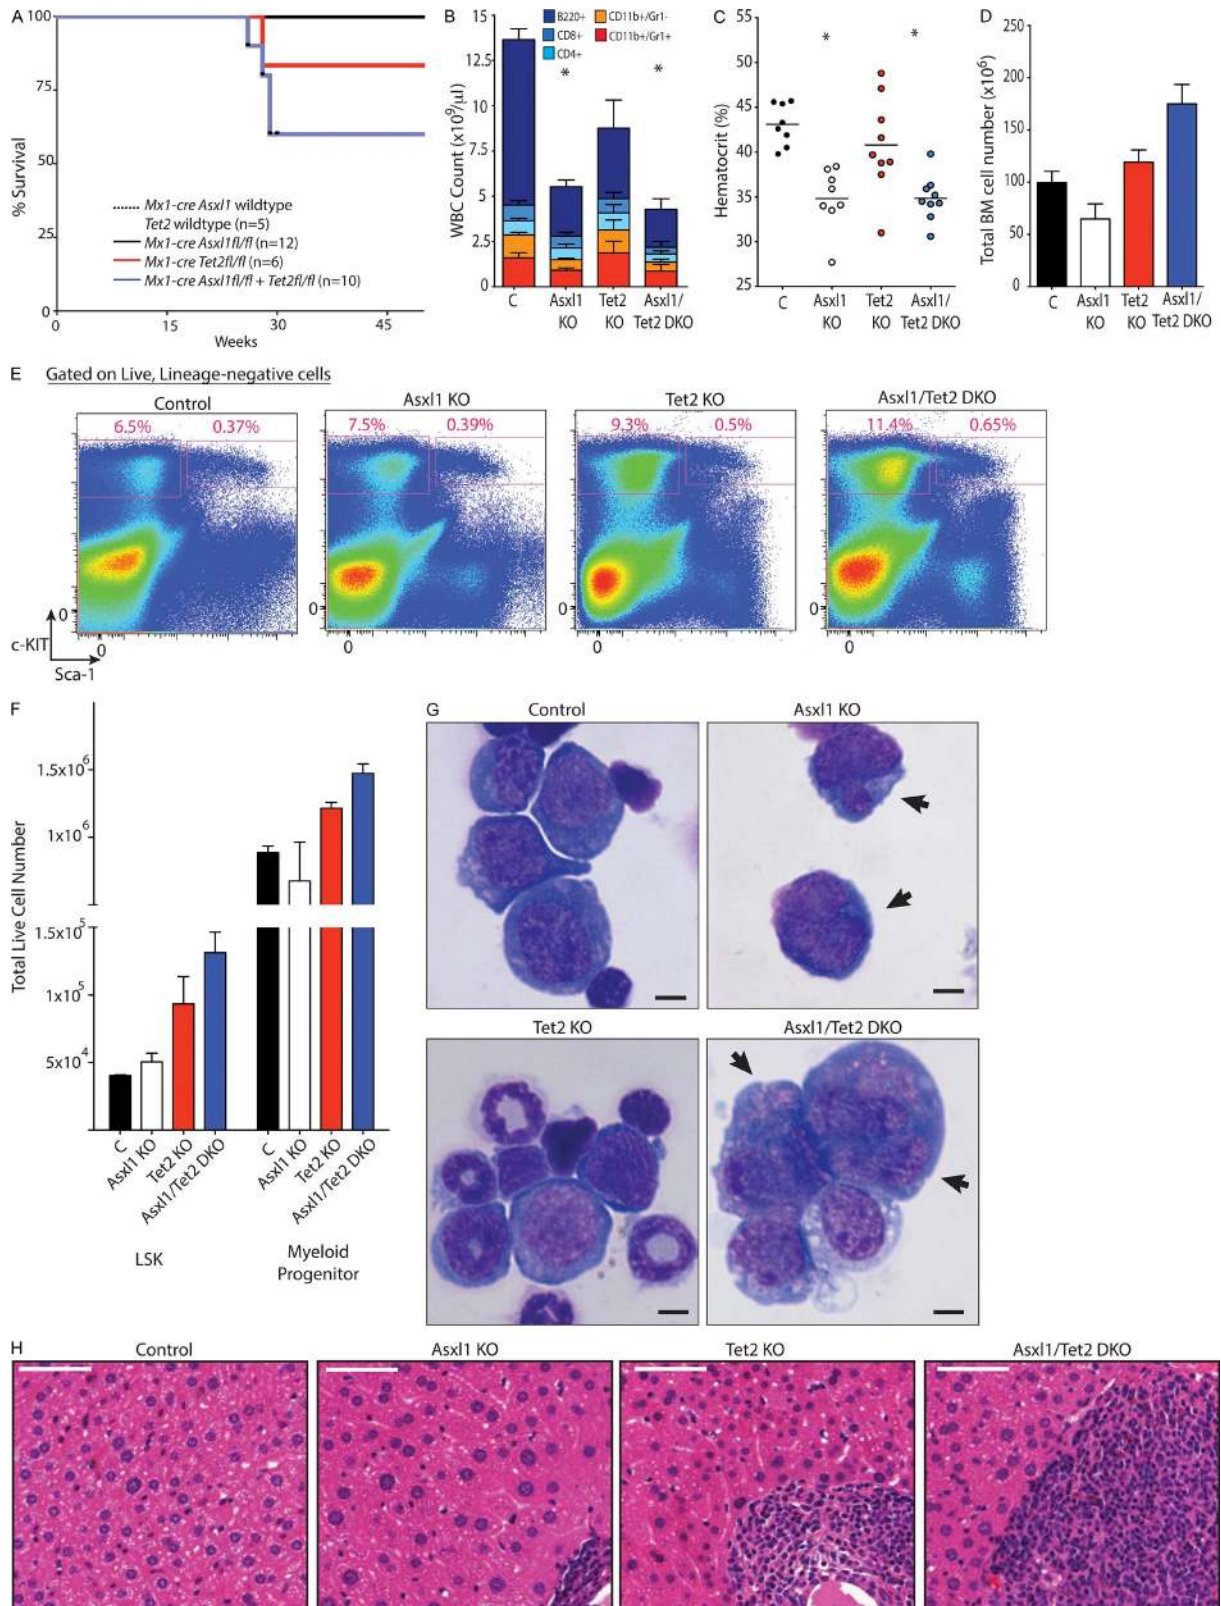 A
% Survival
100
75
50
25
0
0
15
30
45
Weeks
Mx1-cre Asxl1 wildtype
Tet2 wildtype (n=5)
Mx1-cre Asxl1fl/fl (n=12)
Mx1-cre Tet2fl/fl (n=6)
Mx1-cre Asxl1fl/fl + Tet2fl/fl (n=10)
B
WBC Count (x10⁹/µl)
15
12.5
10
7.5
5
2.5
0
B220+
CD8+
CD4+
CD11b+/Gr1-
CD11b+/Gr1+
*
*
C
Asxl1 KO
Tet2 KO
Asxl1/
Tet2 DKO
C
Hematocrit (%)
55
50
45
40
35
30
25
*
*
C
Asxl1
KO
Tet2
KO
Asxl1/
Tet2 DKO
D
Total BM cell number (x10⁶)
250
200
150
100
50
0
C
Asxl1
KO
Tet2
KO
Asxl1/
Tet2 DKO
E
Gated on Live, Lineage-negative cells
Control
Asxl1 KO
Tet2 KO
Asxl1/Tet2 DKO
6.5%
0.37%
7.5%
0.39%
9.3%
0.5%
11.4%
0.65%
0
0
0
0
0
0
0
0
c-KIT
Sca-1
F
Total Live Cell Number
1.5x10⁶
1x10⁶
1.5x10⁵
1x10⁵
5x10⁴
C
Asxl1 KO
Tet2 KO
Asxl1/Tet2 DKO
C
Asxl1 KO
Tet2 KO
Asxl1/Tet2 DKO
LSK
Myeloid
Progenitor
G
Control
Asxl1 KO
Tet2 KO
Asxl1/Tet2 DKO
H
Control
Asxl1 KO
Tet2 KO
Asxl1/Tet2 DKO